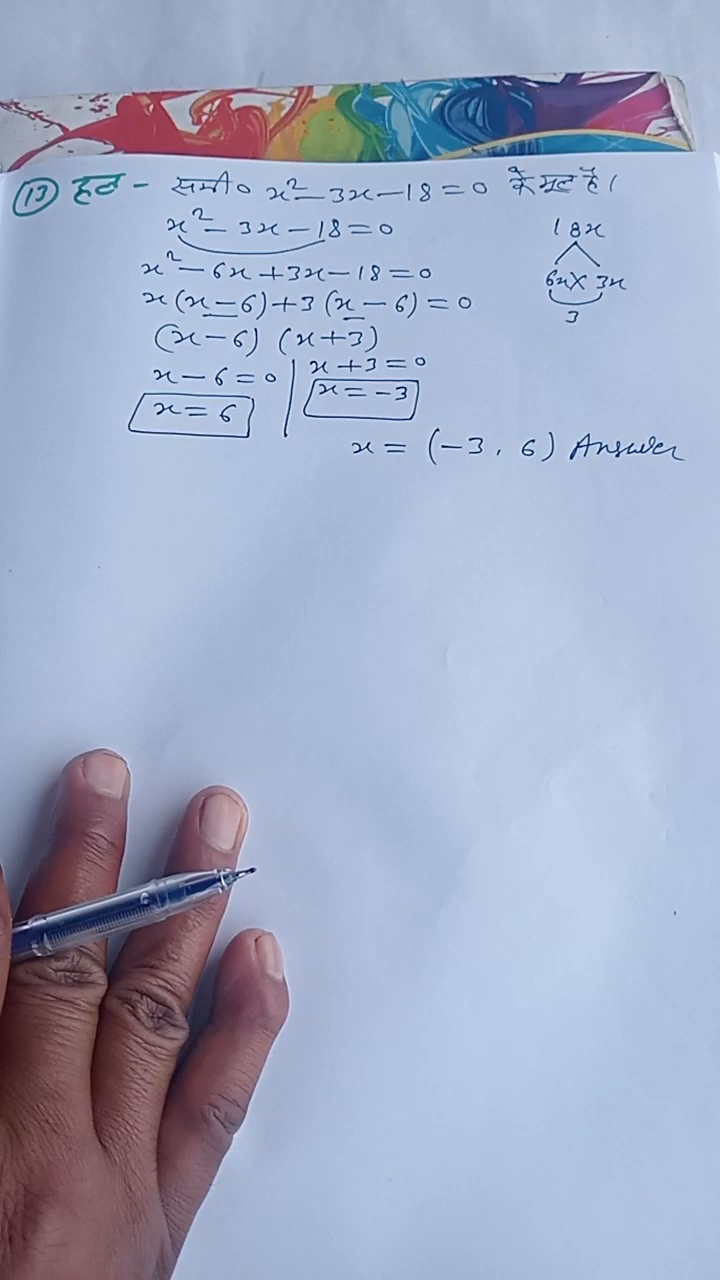 (13) हल - समी० x² - 3x - 18 = 0 के मूल है।
x² - 3x - 18 = 0
18x
x² - 6x + 3x - 18 = 0
6x × 3x
3
x (x - 6) + 3 (x - 6) = 0
(x - 6) (x + 3)
x - 6 = 0 | x + 3 = 0
x = 6 | x = -3
x = (-3, 6) Answer